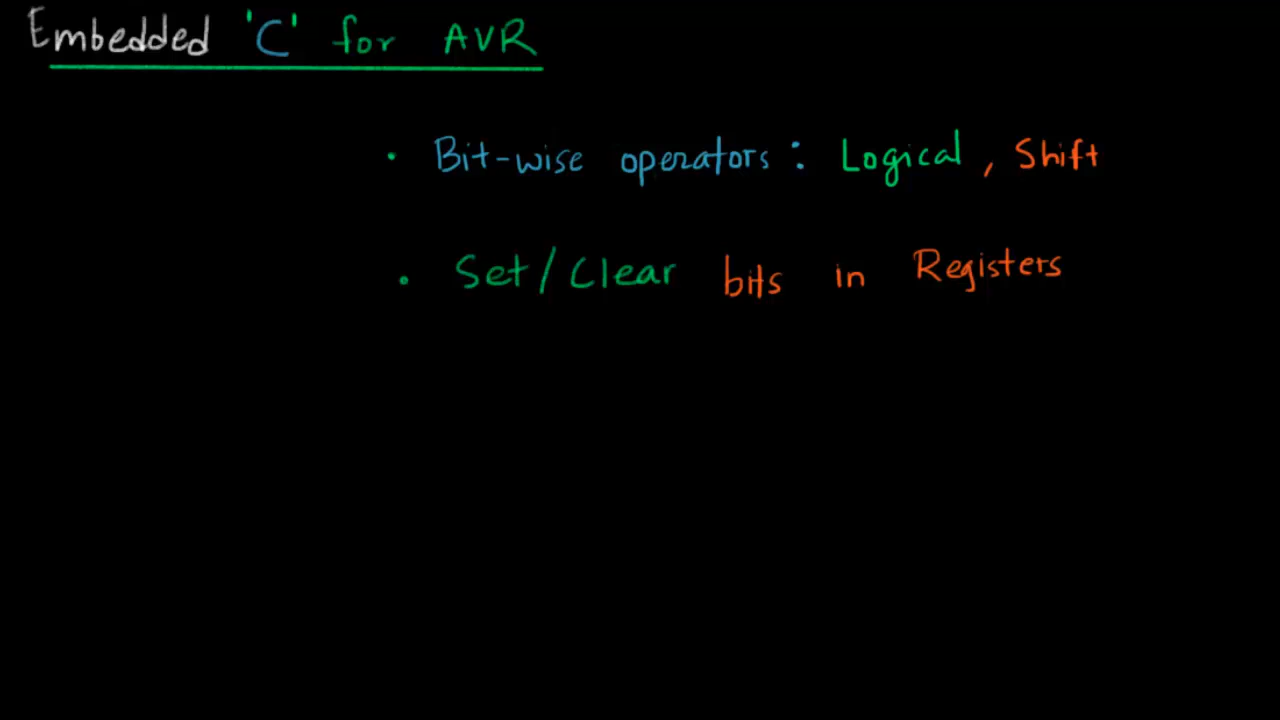 Embedded 'C' for AVR
• Bit-wise operators : Logical , Shift
• Set/Clear bits in Registers